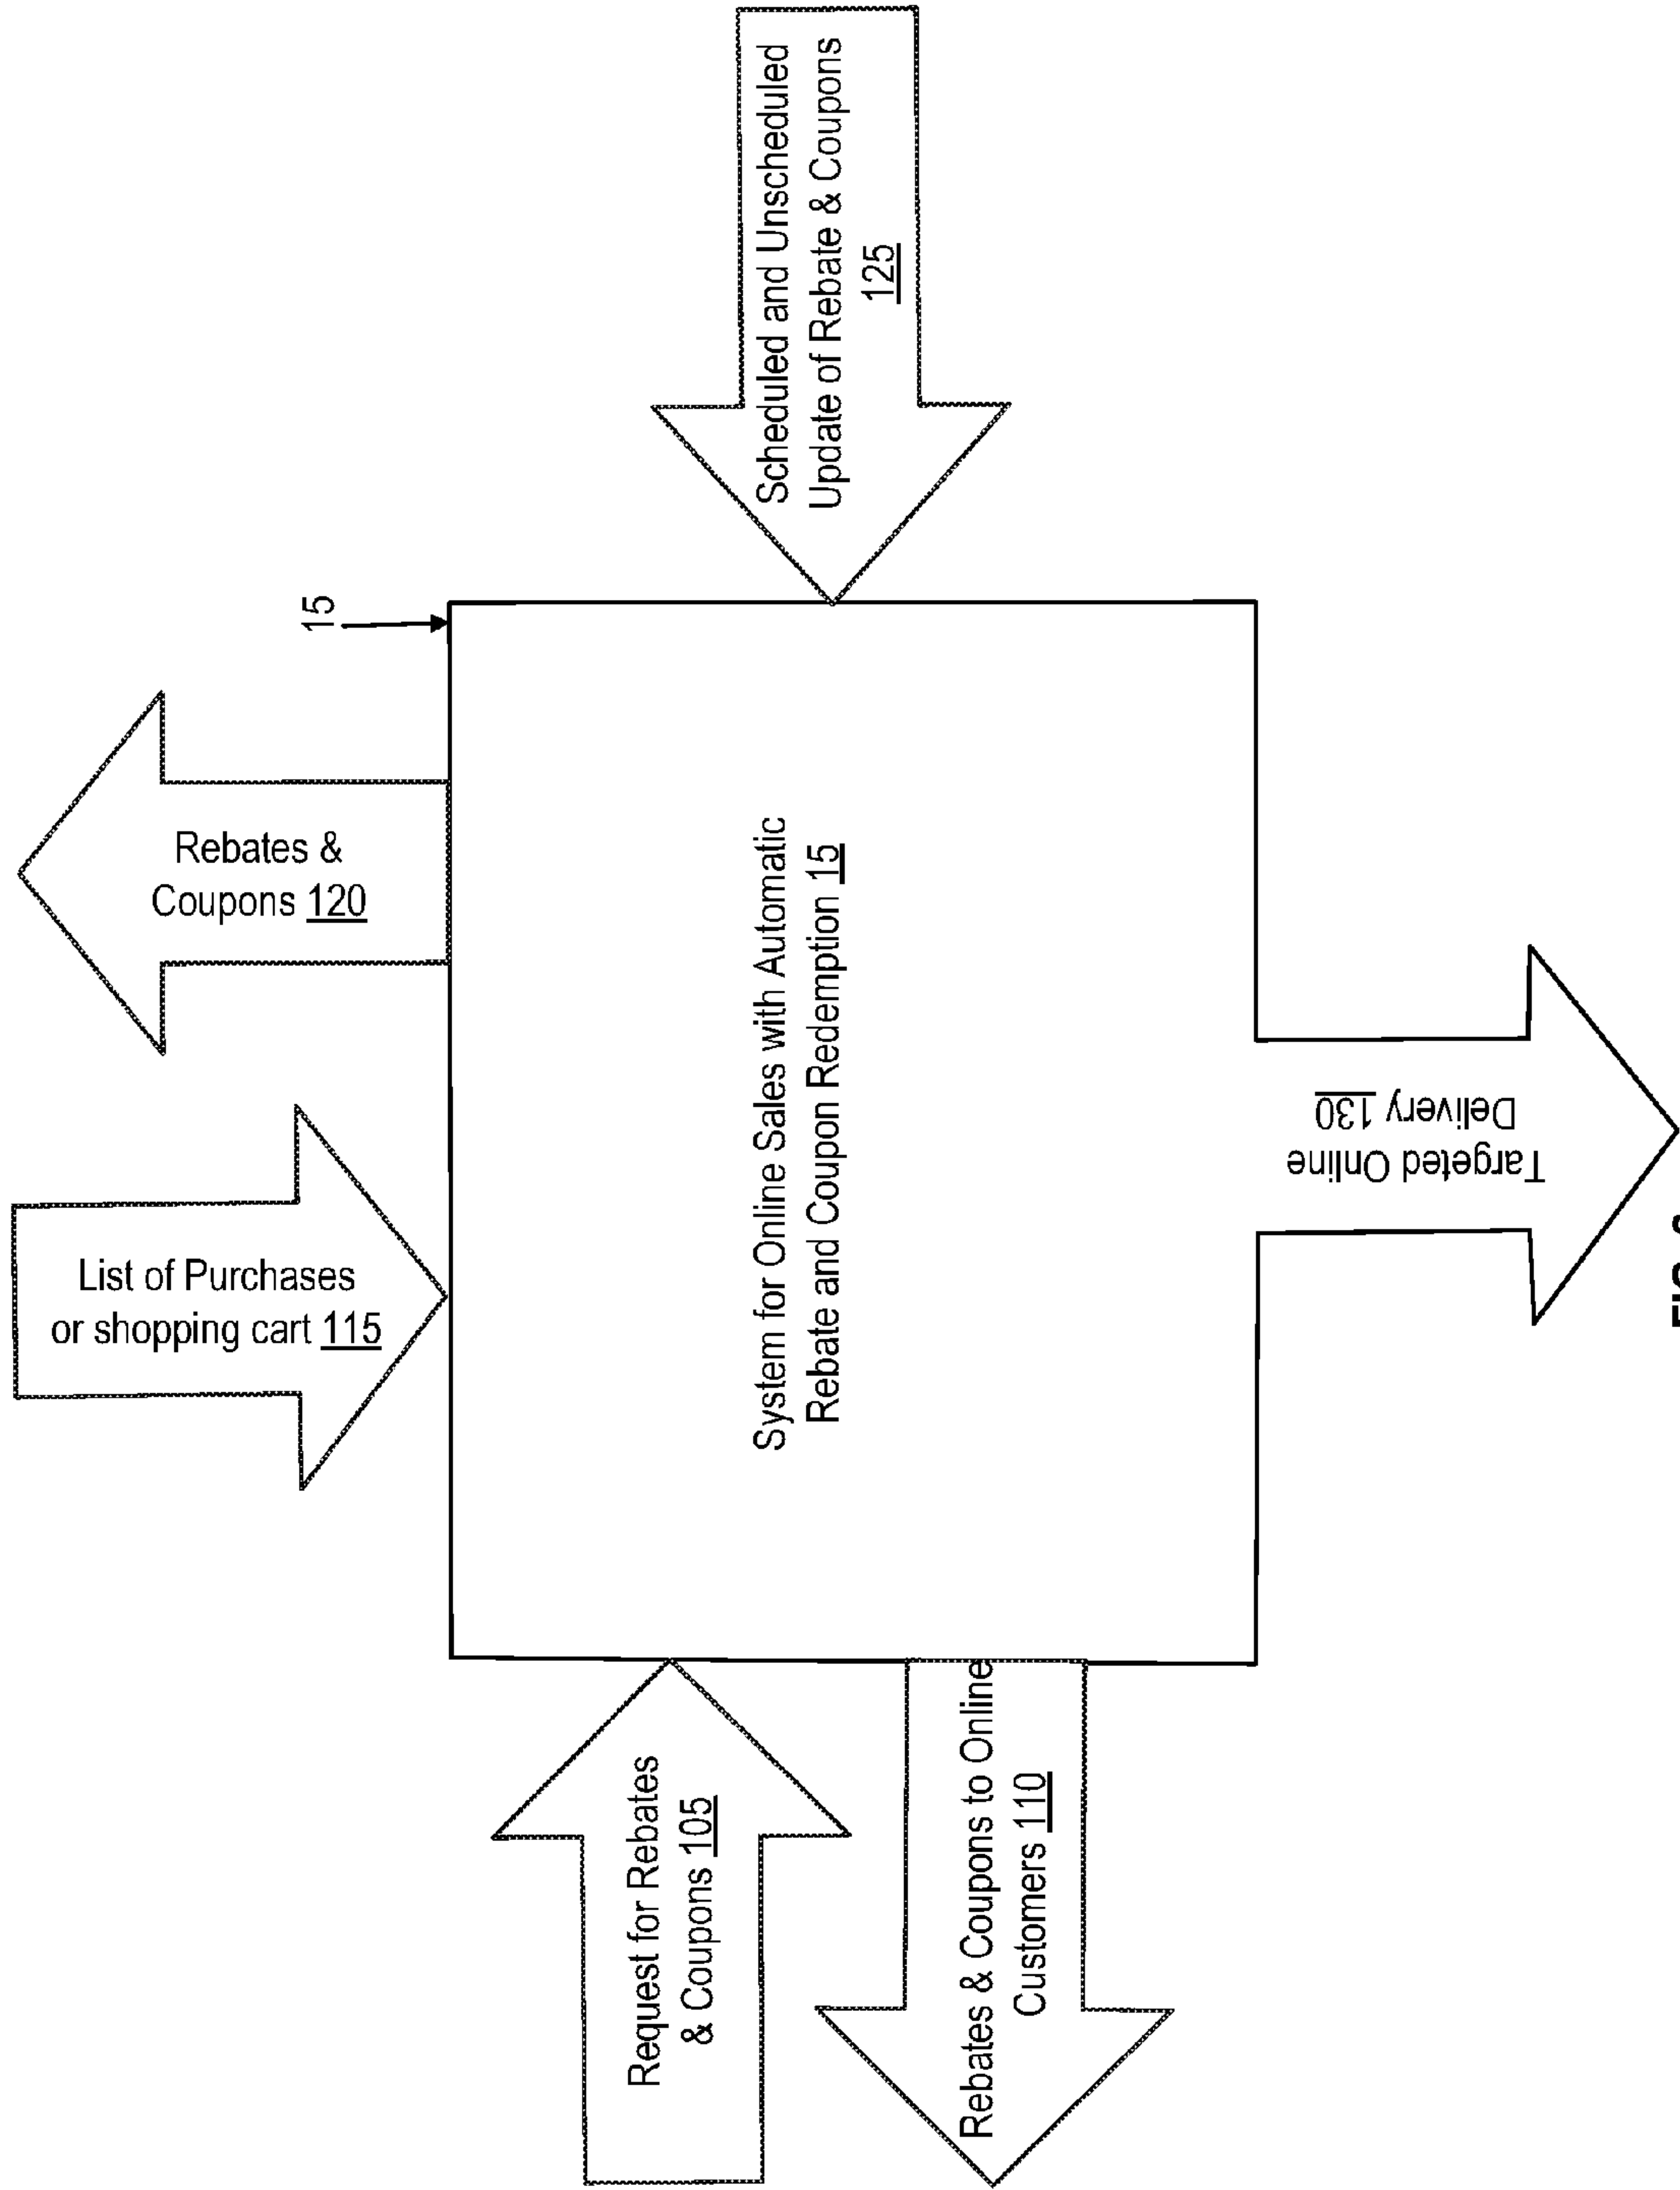 15
Rebates &
Coupons 120
List of Purchases
or shopping cart 115
Scheduled and Unscheduled
Update of Rebate & Coupons
125
System for Online Sales with Automatic
Rebate and Coupon Redemption 15
Request for Rebates
& Coupons 105
Rebates & Coupons to Online
Customers 110
Targeted Online
Delivery 130
FIG.